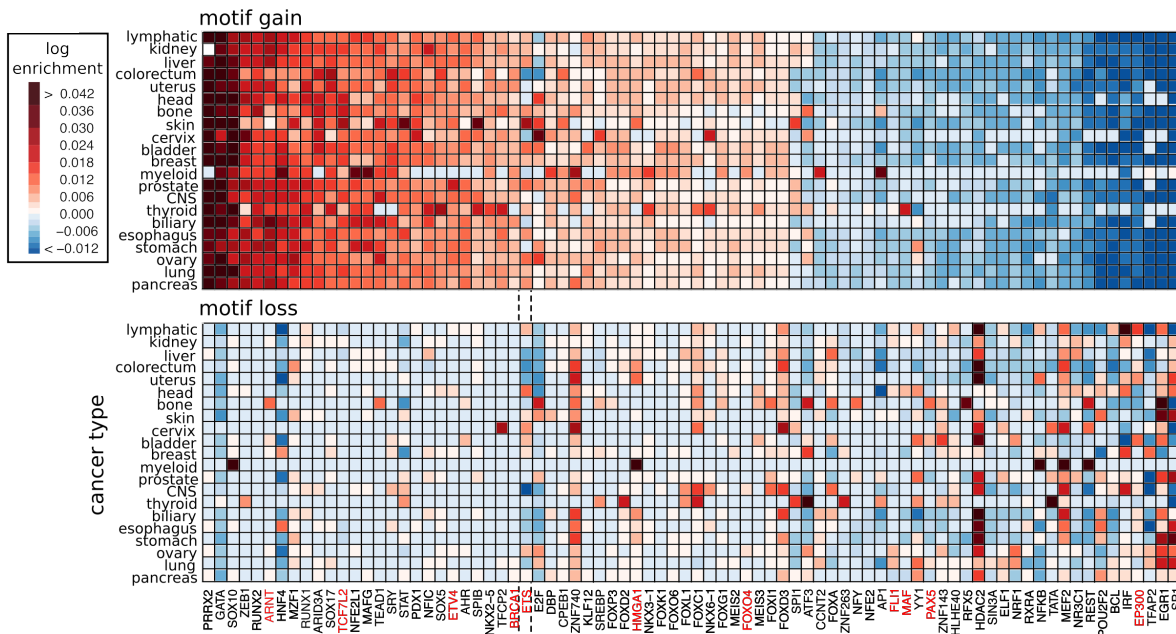 motif gain
log
enrichment
> 0.042
0.036
0.030
0.024
0.018
0.012
0.006
0.000
−0.006
< −0.012
lymphatic
kidney
liver
colorectum
uterus
head
bone
skin
cervix
bladder
breast
myeloid
prostate
CNS
thyroid
biliary
esophagus
stomach
ovary
lung
pancreas
motif loss
cancer type
lymphatic
kidney
liver
colorectum
uterus
head
bone
skin
cervix
bladder
breast
myeloid
prostate
CNS
thyroid
biliary
esophagus
stomach
ovary
lung
pancreas
PRRX2
GATA
SOX10
ZEB1
RUNX2
ARNT
HNF4
MZF1
RUNX1
ARID3A
SOX17
TCF7L2
NFE2L1
MAFG
TEAD1
SRY
STAT
PDX1
NFIC
SOX5
ETV4
AHR
SPIB
TFCP2
ETS
E2F
DBP
CPEB1
ZNF740
KLF12
SREBP
FOXP3
FOXD2
HMGA1
NK3−1
FOXK1
FOXO6
FOXL1
FOXC1
NK6−1
FOXG1
MEIS2
FOXO4
MEIS3
FOXI1
FOXD3
SPI1
ATF3
CCNT2
FOXA
ZNF263
NFY
NFE2
AP1
FLI1
MAF
YY1
PAX5
ZNF143
HDAC2
SIN3A
ELF1
NRF1
RXRA
NFKB
TATA
MEF2
REST
BCL
IRF
EP300
TFAP2
EGR1